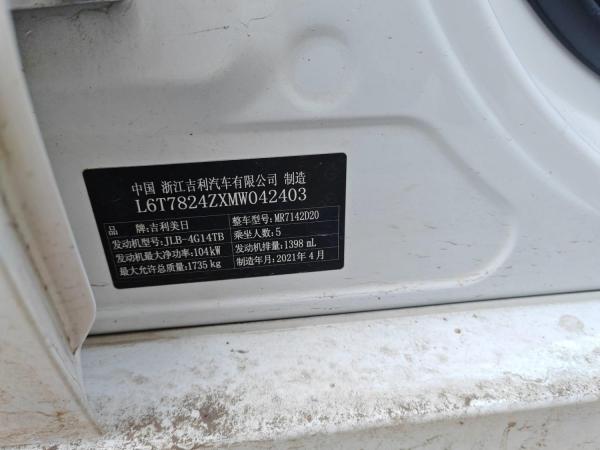 中国 浙江吉利汽车有限公司 制造
L6T7824ZXMW042403
品 牌:吉利美日 整车型号:MR7142D20
发动机型号:JLB-4G14TB 乘坐人数:5
发动机最大净功率:104kW 发动机排量:1398 mL
最大允许总质量:1735kg 制造年月:2021年 4月